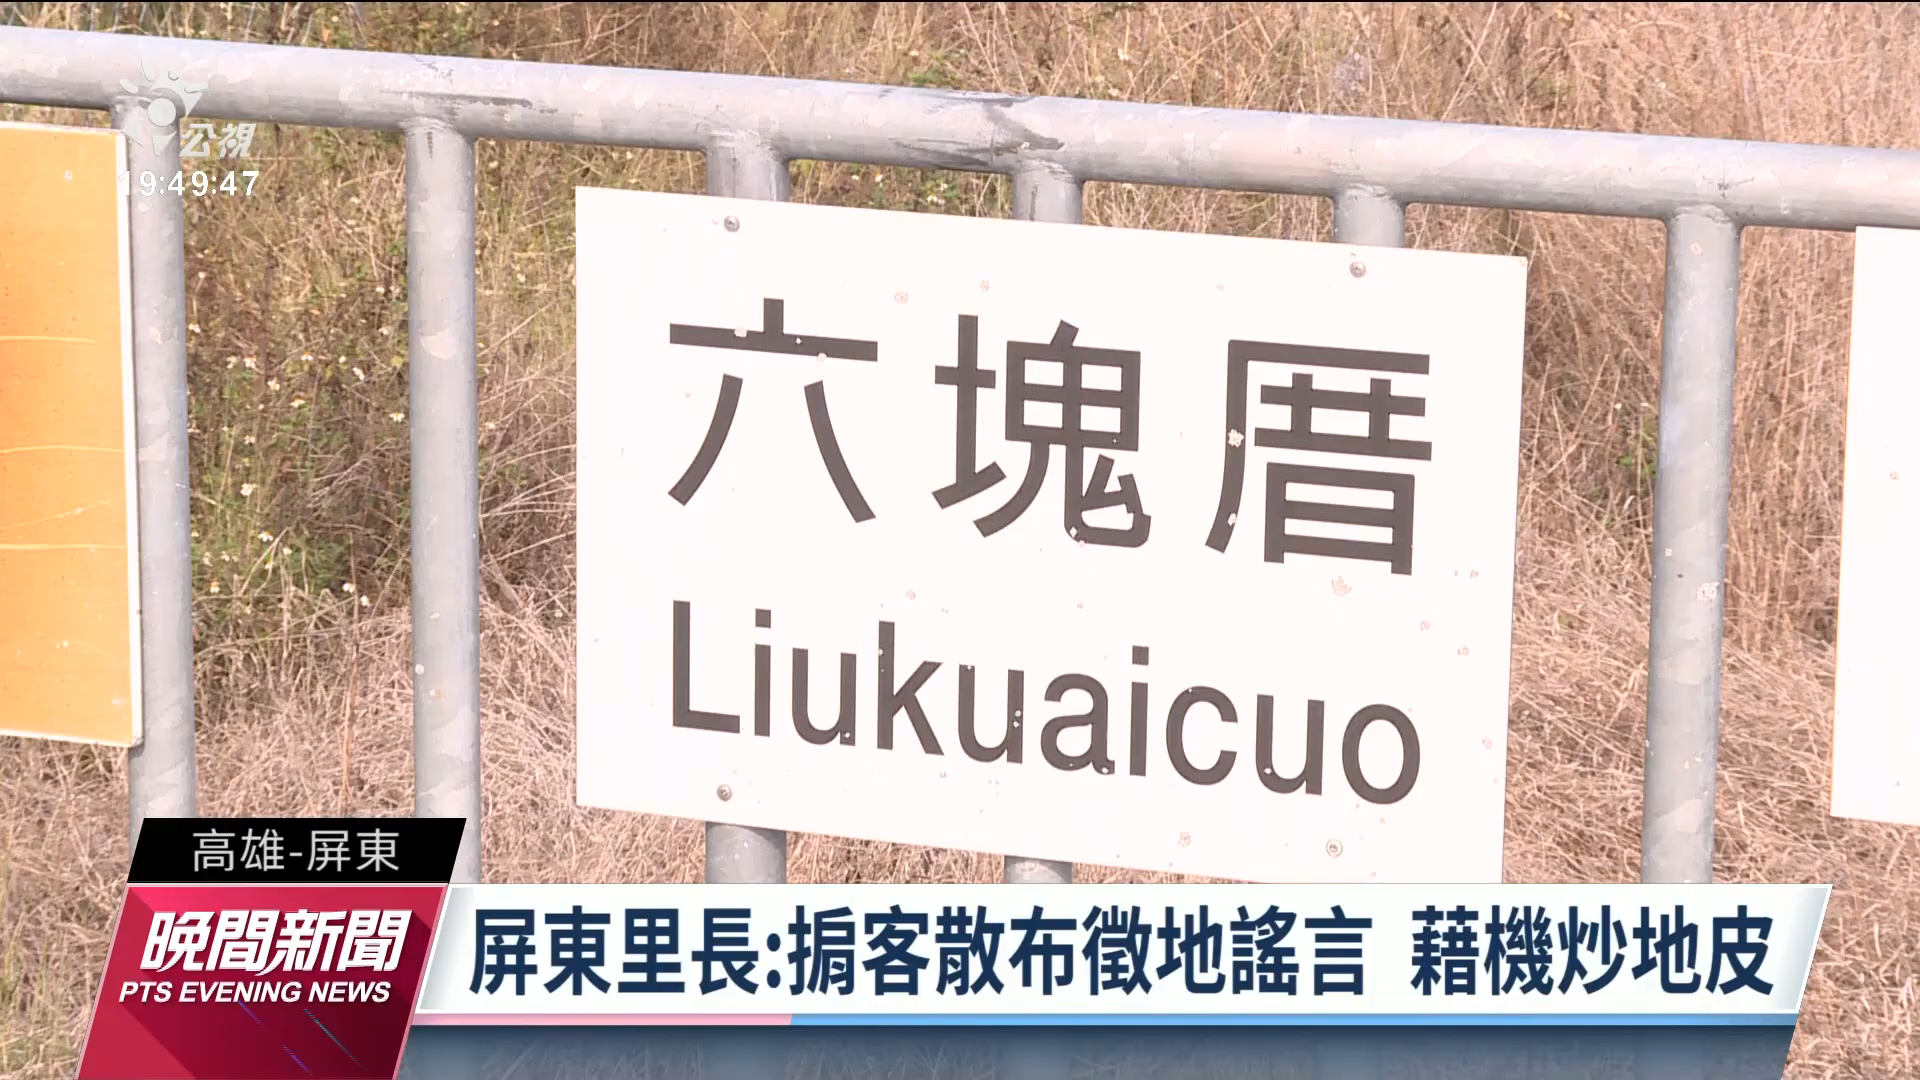 公視
19:49:47
六塊厝
Liukuaicuo
高雄-屏東
晚間新聞
PTS EVENING NEWS
屏東里長:掮客散布徵地謠言 藉機炒地皮